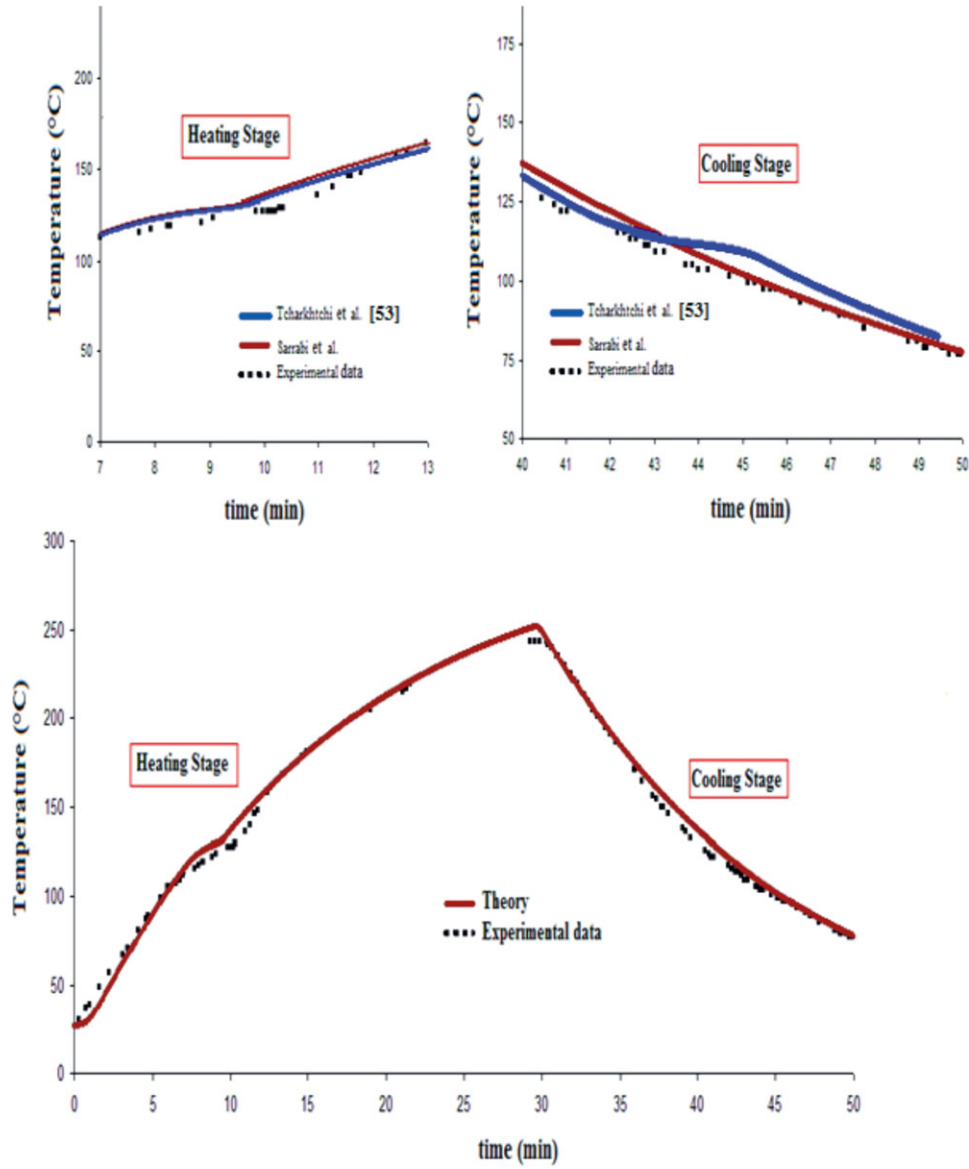 Temperature (°C)
200
150
100
50
0
Heating Stage
Tcharkhtchi et al. [53]
Sarrabi et al.
Experimental data
7 8 9 10 11 12 13
time (min)
Temperature (°C)
175
150
125
100
75
50
Cooling Stage
Tcharkhtchi et al. [53]
Sarrabi et al.
Experimental data
40 41 42 43 44 45 46 47 48 49 50
time (min)
Temperature (°C)
300
250
200
150
100
50
0
Heating Stage
Cooling Stage
Theory
Experimental data
0 5 10 15 20 25 30 35 40 45 50
time (min)